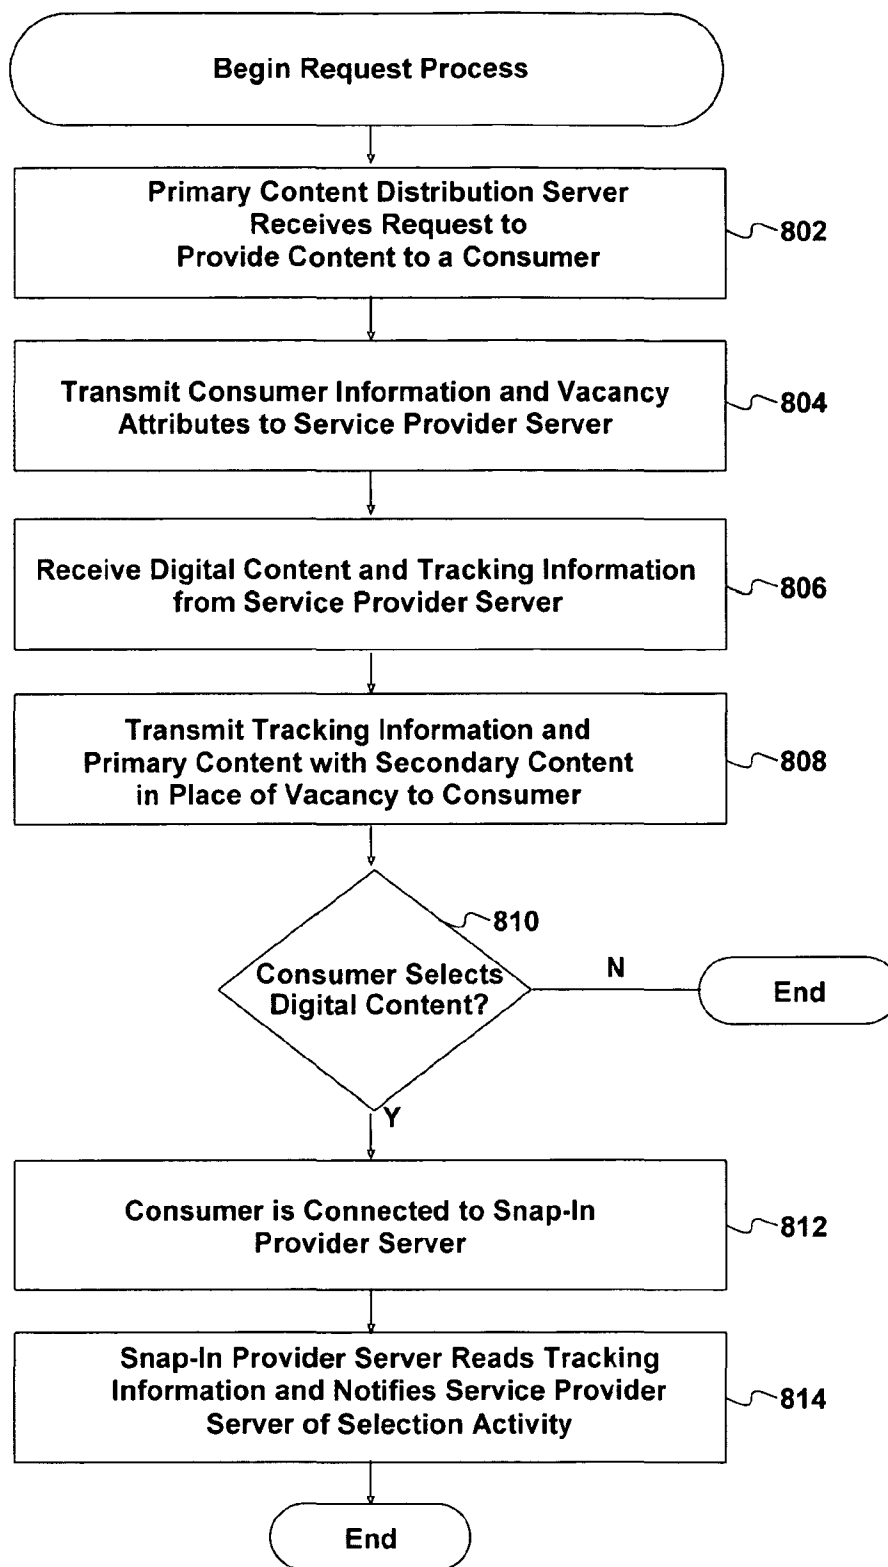 Begin Request Process
Primary Content Distribution Server
Receives Request to
Provide Content to a Consumer
802
Transmit Consumer Information and Vacancy
Attributes to Service Provider Server
804
Receive Digital Content and Tracking Information
from Service Provider Server
806
Transmit Tracking Information and
Primary Content with Secondary Content
in Place of Vacancy to Consumer
808
810
Consumer Selects
Digital Content?
N
End
Y
Consumer is Connected to Snap-In
Provider Server
812
Snap-In Provider Server Reads Tracking
Information and Notifies Service Provider
Server of Selection Activity
814
End